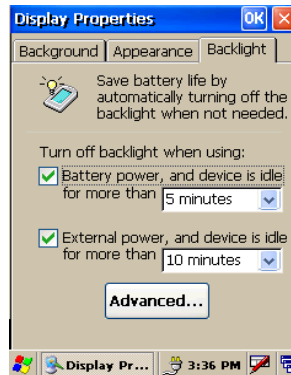 Display Properties OK
Background Appearance Backlight
Save battery life by
automatically turning off the
backlight when not needed.
Turn off backlight when using:
Battery power, and device is idle
for more than 5 minutes
External power, and device is idle
for more than 10 minutes
Advanced...
Display Pr... 3:36 PM